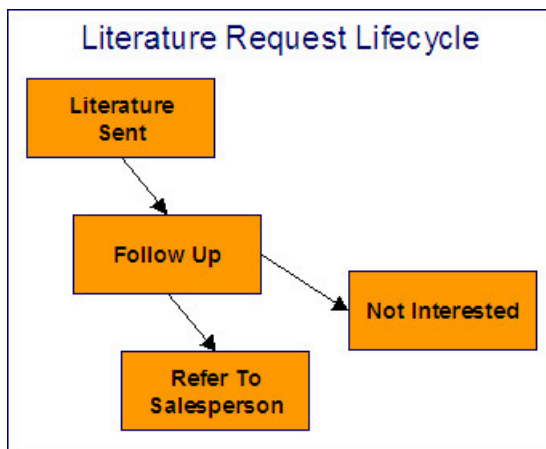 Literature Request Lifecycle
Literature
Sent
Follow Up
Not Interested
Refer To
Salesperson